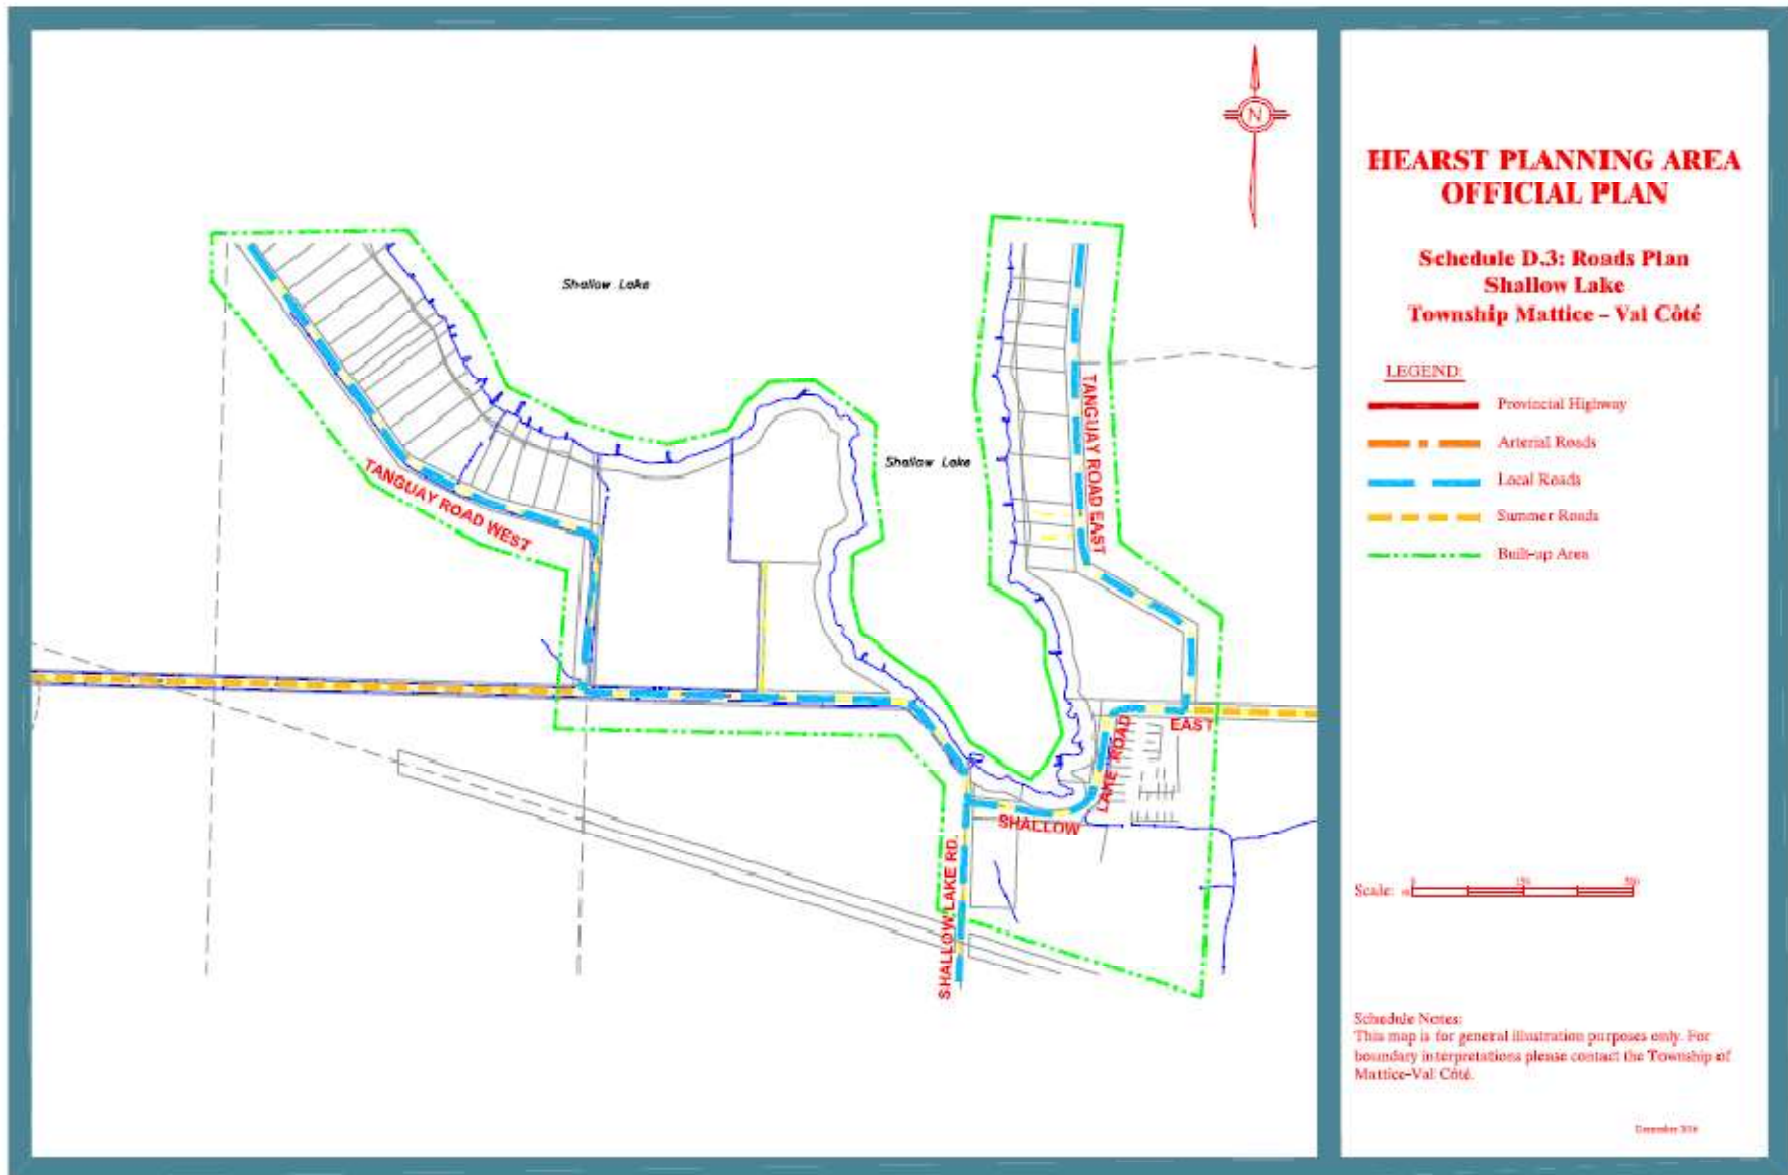 N
Shallow Lake
Shallow Lake
TANGUAY ROAD WEST
TANGUAY ROAD EAST
SHALLOW
LAKE ROAD
EAST
SHALLOW LAKE RD.
HEARST PLANNING AREA
OFFICIAL PLAN
Schedule D.3: Roads Plan
Shallow Lake
Township Mattice - Val Côté
LEGEND:
Provincial Highway
Arterial Roads
Local Roads
Summer Roads
Built-up Area
Scale:
Schedule Notes:
This map is for general illustration purposes only. For
boundary interpretations please contact the Township of
Mattice-Val Côté.
December